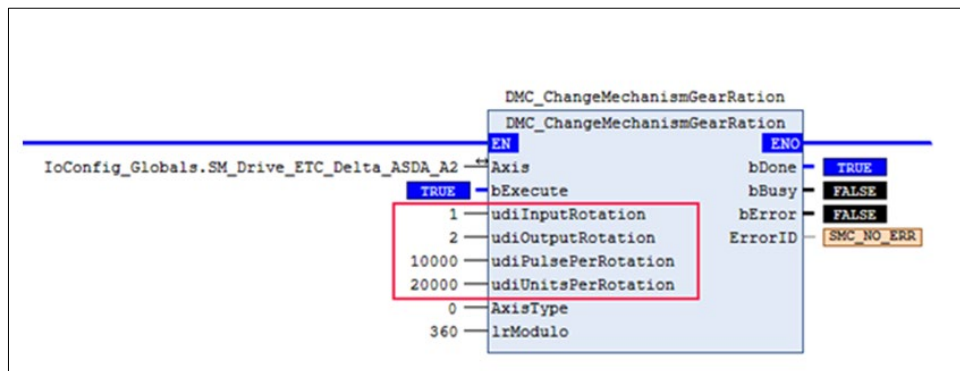 DMC_ChangeMechanismGearRation
DMC_ChangeMechanismGearRation
EN ENO
IoConfig_Globals.SM_Drive_ETC_Delta_ASDA_A2 Axis bDone TRUE
TRUE bExecute bBusy FALSE
1 udiInputRotation bError FALSE
2 udiOutputRotation ErrorID SMC_NO_ERR
10000 udiPulsePerRotation
20000 udiUnitsPerRotation
0 AxisType
360 lrModulo